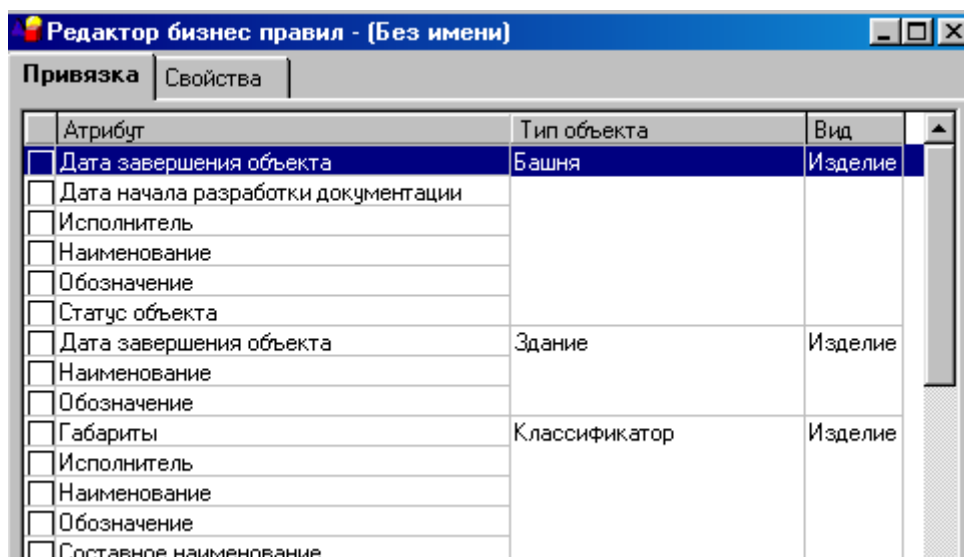 Редактор бизнес правил - (Без имени)
Привязка Свойства
Атрибут Тип объекта Вид
Дата завершения объекта Башня Изделие
Дата начала разработки документации
Исполнитель
Наименование
Обозначение
Статус объекта
Дата завершения объекта Здание Изделие
Наименование
Обозначение
Габариты Классификатор Изделие
Исполнитель
Наименование
Обозначение
Составное наименование